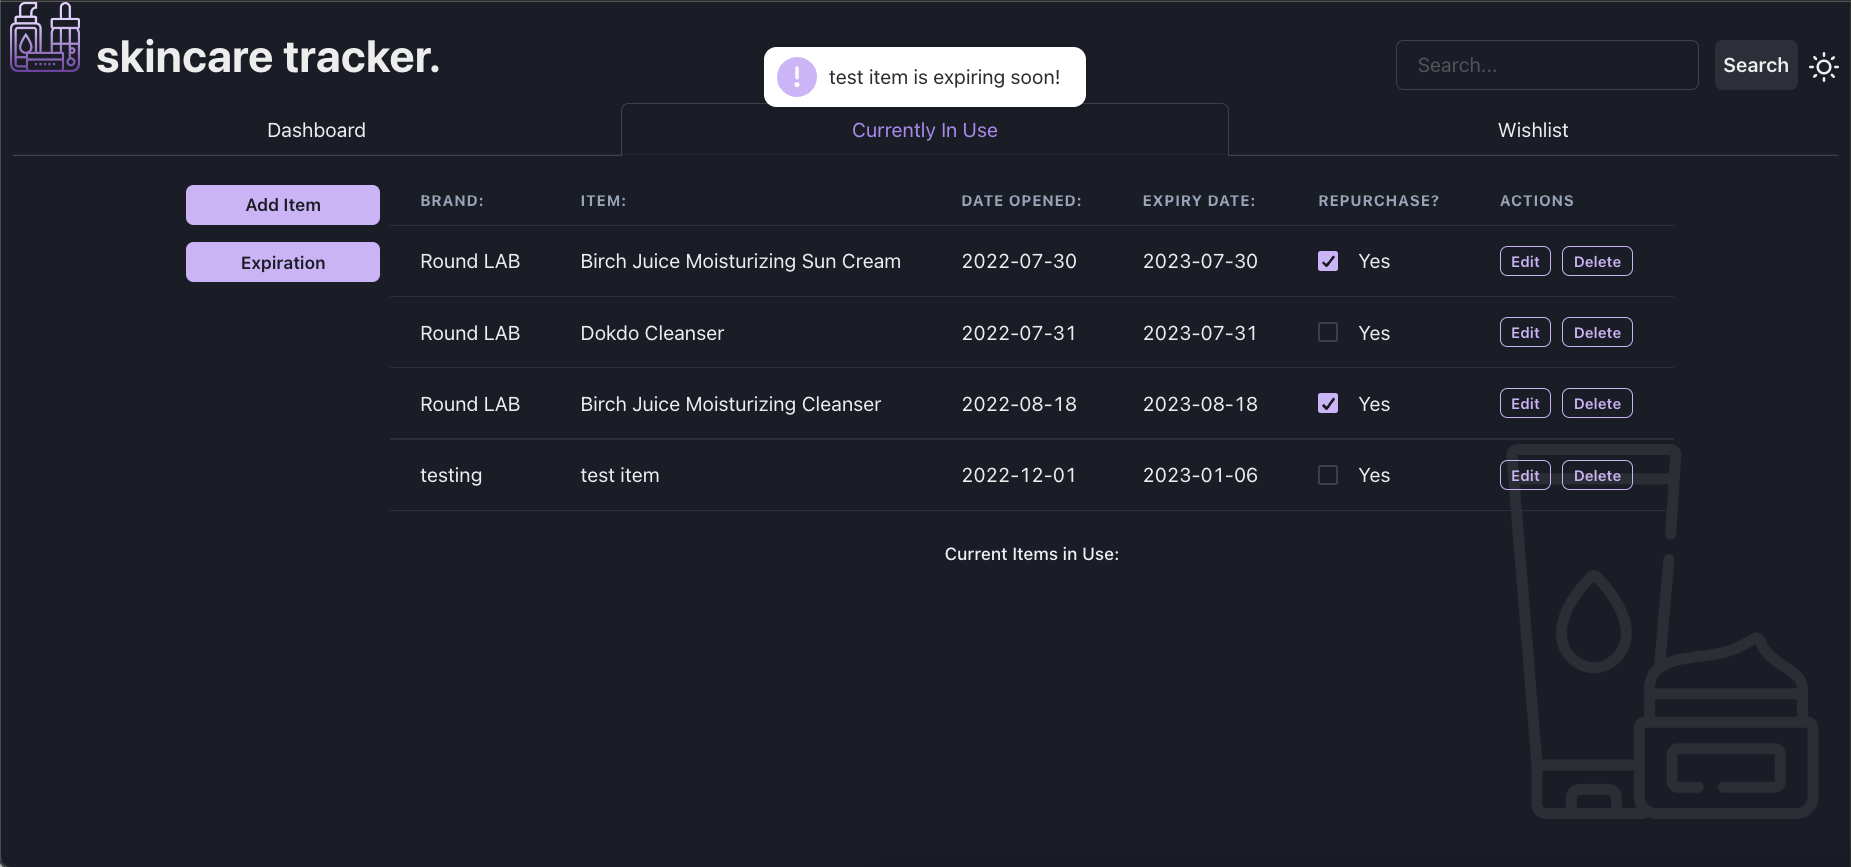 skincare tracker.
test item is expiring soon!
Search...
Search
Dashboard
Currently In Use
Wishlist
Add Item
Expiration
BRAND: ITEM: DATE OPENED: EXPIRY DATE: REPURCHASE? ACTIONS
Round LAB Birch Juice Moisturizing Sun Cream 2022-07-30 2023-07-30 Yes Edit Delete
Round LAB Dokdo Cleanser 2022-07-31 2023-07-31 Yes Edit Delete
Round LAB Birch Juice Moisturizing Cleanser 2022-08-18 2023-08-18 Yes Edit Delete
testing test item 2022-12-01 2023-01-06 Yes Edit Delete
Current Items in Use: